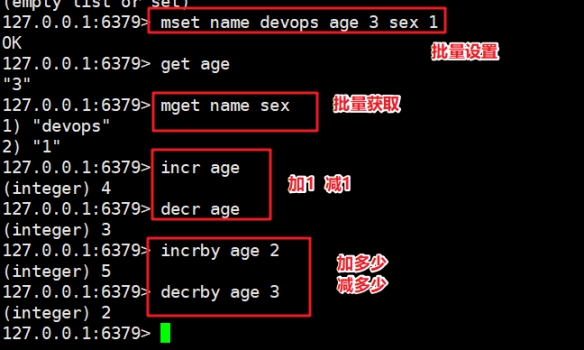 (empty list or set)
127.0.0.1:6379> mset name devops age 3 sex 1
OK
批量设置
127.0.0.1:6379> get age
"3"
127.0.0.1:6379> mget name sex
批量获取
1) "devops"
2) "1"
127.0.0.1:6379> incr age
(integer) 4
加1 减1
127.0.0.1:6379> decr age
(integer) 3
127.0.0.1:6379> incrby age 2
(integer) 5
加多少
减多少
127.0.0.1:6379> decrby age 3
(integer) 2
127.0.0.1:6379>